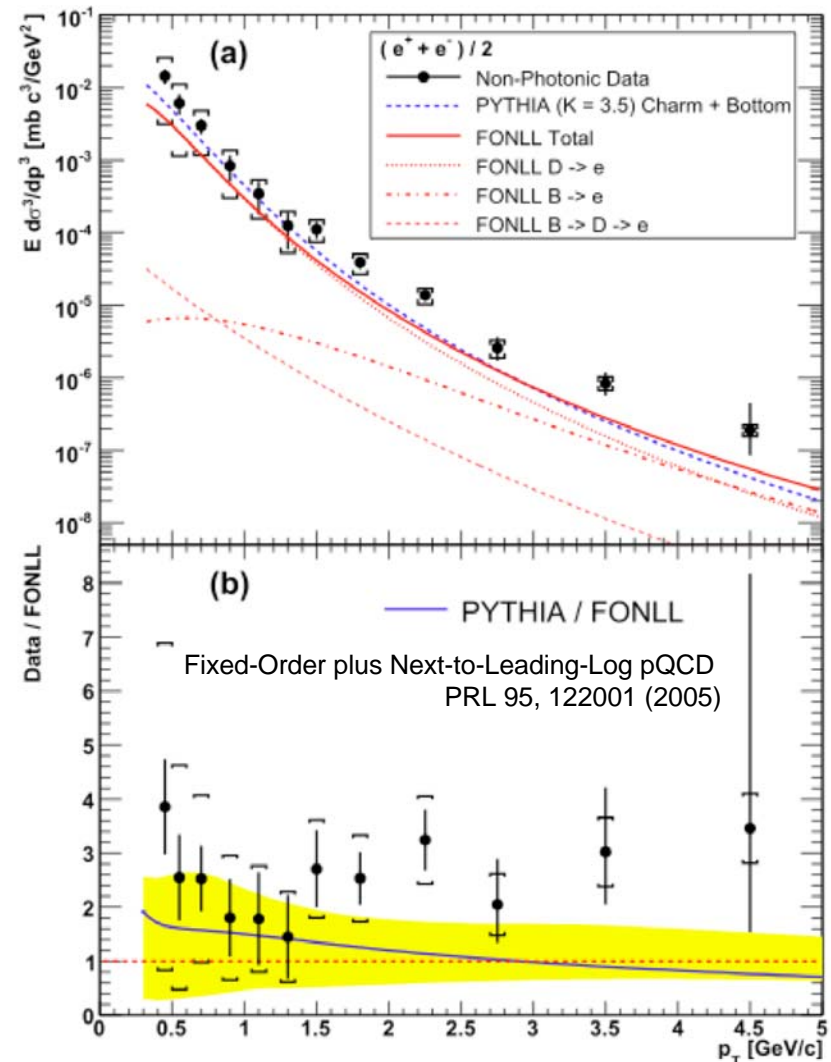 (a)
(e⁺ + e⁻) / 2
Non-Photonic Data
PYTHIA (K = 3.5) Charm + Bottom
FONLL Total
FONLL D -> e
FONLL B -> e
FONLL B -> D -> e
E dσ³/dp³ [mb c³/GeV²]
10⁻¹
10⁻²
10⁻³
10⁻⁴
10⁻⁵
10⁻⁶
10⁻⁷
10⁻⁸
(b)
PYTHIA / FONLL
Fixed-Order plus Next-to-Leading-Log pQCD
PRL 95, 122001 (2005)
Data / FONLL
8
7
6
5
4
3
2
1
0
0 0.5 1 1.5 2 2.5 3 3.5 4 4.5 5
p_T [GeV/c]